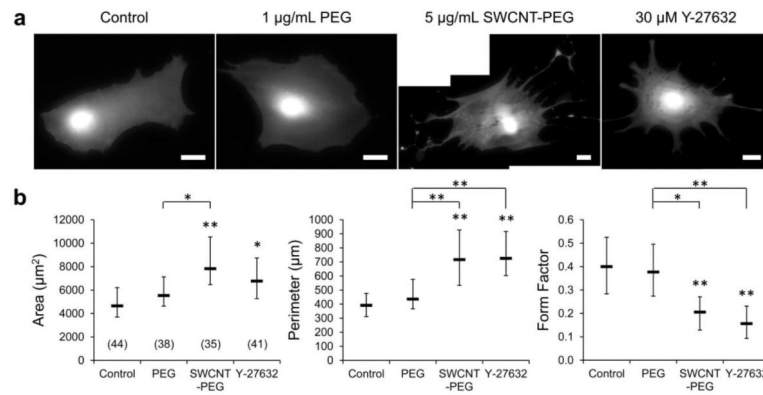 a
Control
1 µg/mL PEG
5 µg/mL SWCNT-PEG
30 µM Y-27632
b
*
**
*
Area (µm²)
12000
10000
8000
6000
4000
2000
0
(44)
(38)
(35)
(41)
Control
PEG
SWCNT
-PEG
Y-27632
**
**
**
**
Perimeter (µm)
1000
900
800
700
600
500
400
300
200
100
0
Control
PEG
SWCNT
-PEG
Y-27632
**
*
**
**
Form Factor
0.6
0.5
0.4
0.3
0.2
0.1
0.0
Control
PEG
SWCNT
-PEG
Y-27632